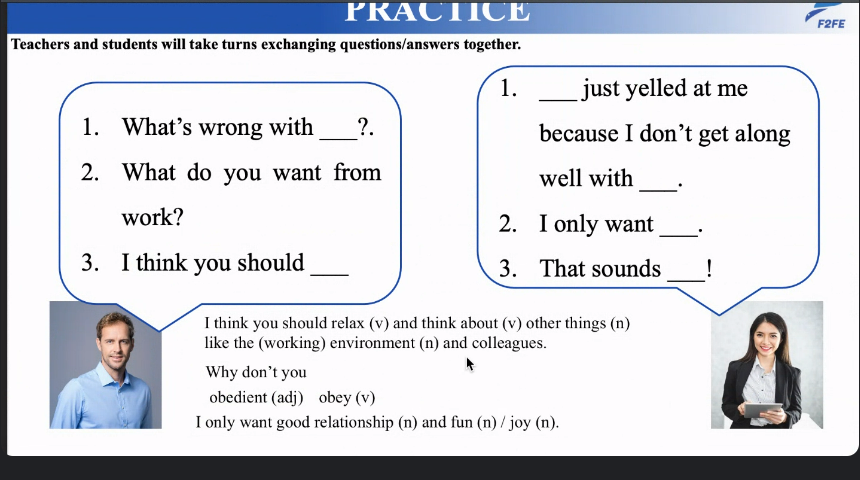 PRACTICE
F2FE
Teachers and students will take turns exchanging questions/answers together.
1. What's wrong with ___?.
2. What do you want from
work?
3. I think you should ___
1. ___ just yelled at me
because I don't get along
well with ___.
2. I only want ___.
3. That sounds ___!
I think you should relax (v) and think about (v) other things (n)
like the (working) environment (n) and colleagues.
Why don't you
obedient (adj) obey (v)
I only want good relationship (n) and fun (n) / joy (n).